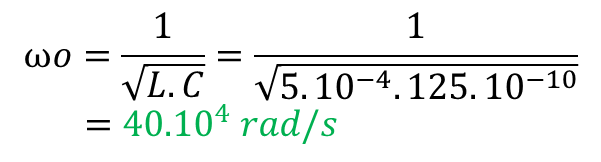 ωo = 1/√(L.C) = 1/√(5.10⁻⁴.125.10⁻¹⁰)
= 40.10⁴ rad/s